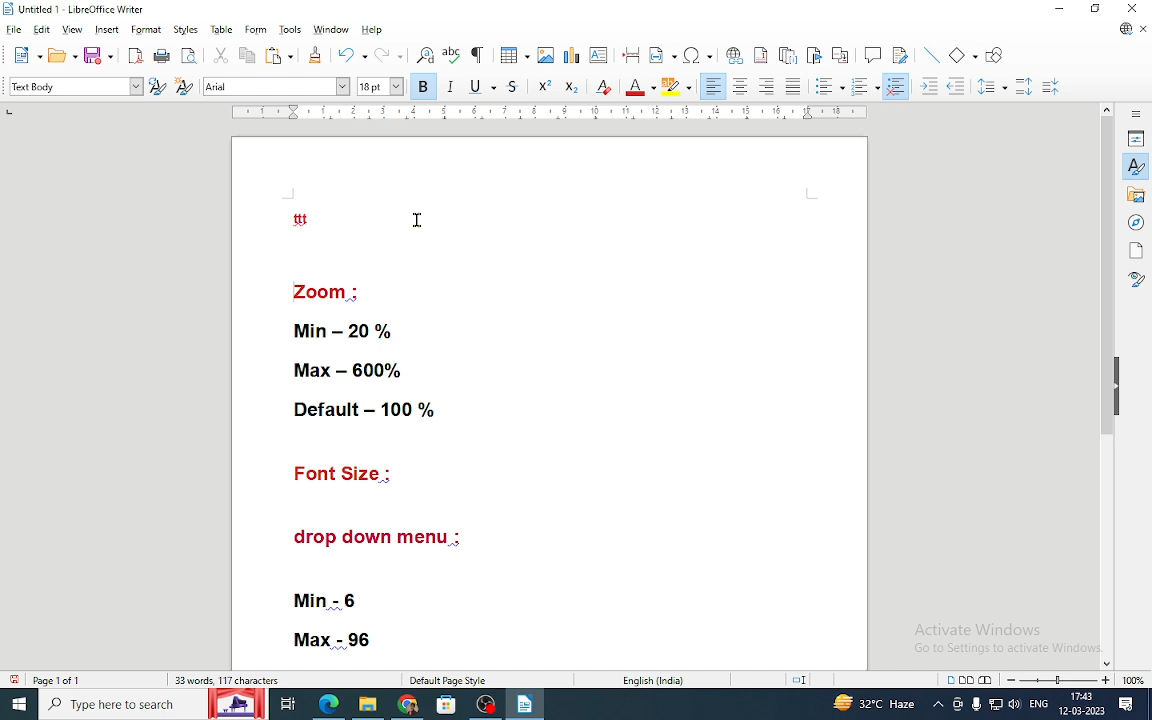 Untitled 1 - LibreOffice Writer
File Edit View Insert Format Styles Table Form Tools Window Help
Text Body Arial 18 pt
ttt
Zoom ;
Min – 20 %
Max – 600%
Default – 100 %
Font Size ;
drop down menu ;
Min - 6
Max - 96
Activate Windows
Go to Settings to activate Windows.
Page 1 of 1 33 words, 117 characters Default Page Style English (India) 100%
Type here to search 32°C Haze ENG 17:43
12-03-2023